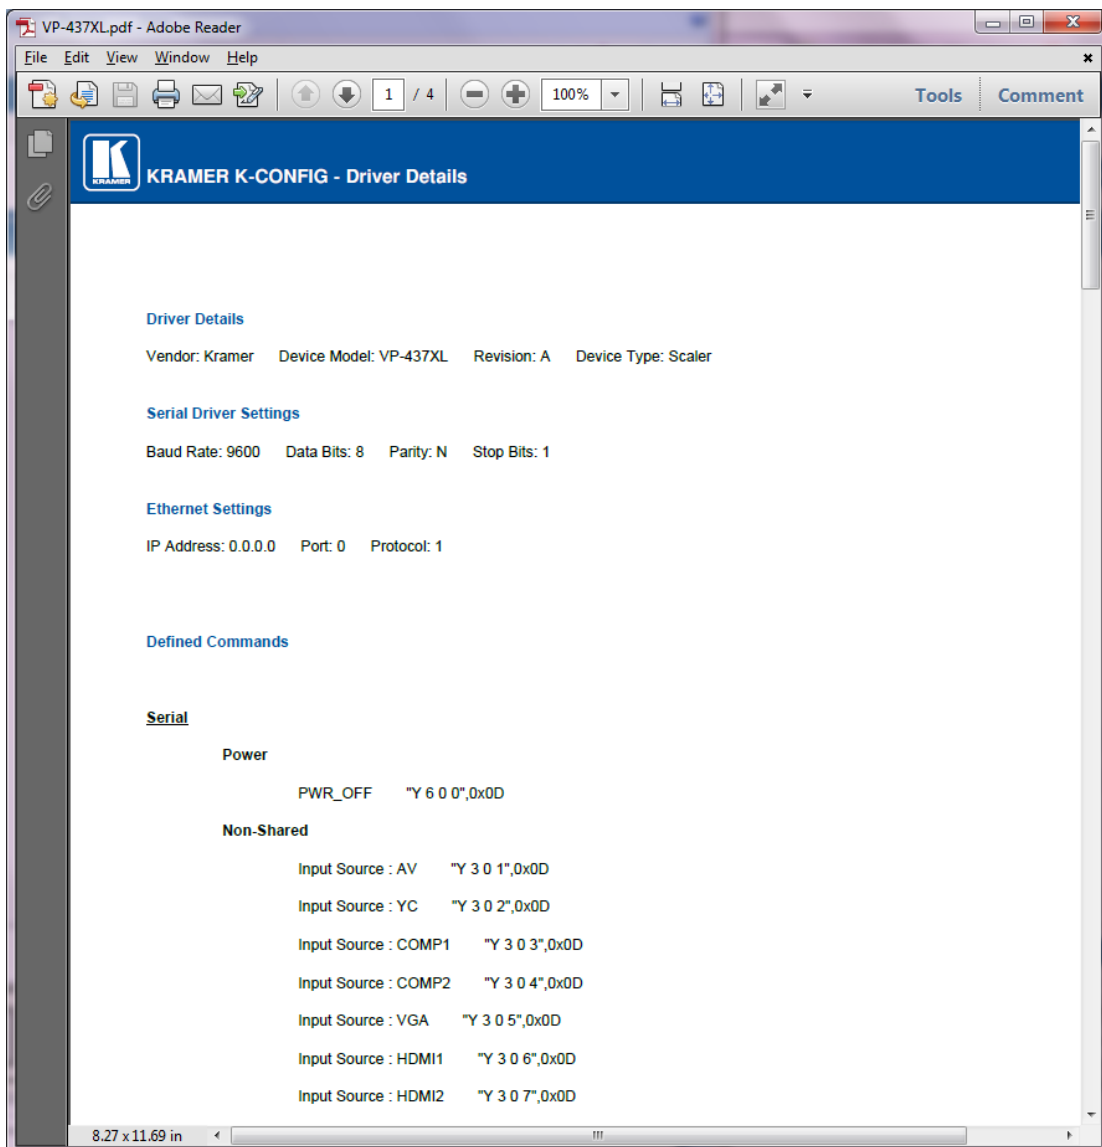 VP-437XL.pdf - Adobe Reader
File Edit View Window Help
1 / 4 100% Tools Comment
KRAMER
KRAMER K-CONFIG - Driver Details
Driver Details
Vendor: Kramer Device Model: VP-437XL Revision: A Device Type: Scaler
Serial Driver Settings
Baud Rate: 9600 Data Bits: 8 Parity: N Stop Bits: 1
Ethernet Settings
IP Address: 0.0.0.0 Port: 0 Protocol: 1
Defined Commands
Serial
Power
PWR_OFF "Y 6 0 0",0x0D
Non-Shared
Input Source : AV "Y 3 0 1",0x0D
Input Source : YC "Y 3 0 2",0x0D
Input Source : COMP1 "Y 3 0 3",0x0D
Input Source : COMP2 "Y 3 0 4",0x0D
Input Source : VGA "Y 3 0 5",0x0D
Input Source : HDMI1 "Y 3 0 6",0x0D
Input Source : HDMI2 "Y 3 0 7",0x0D
8.27 x 11.69 in